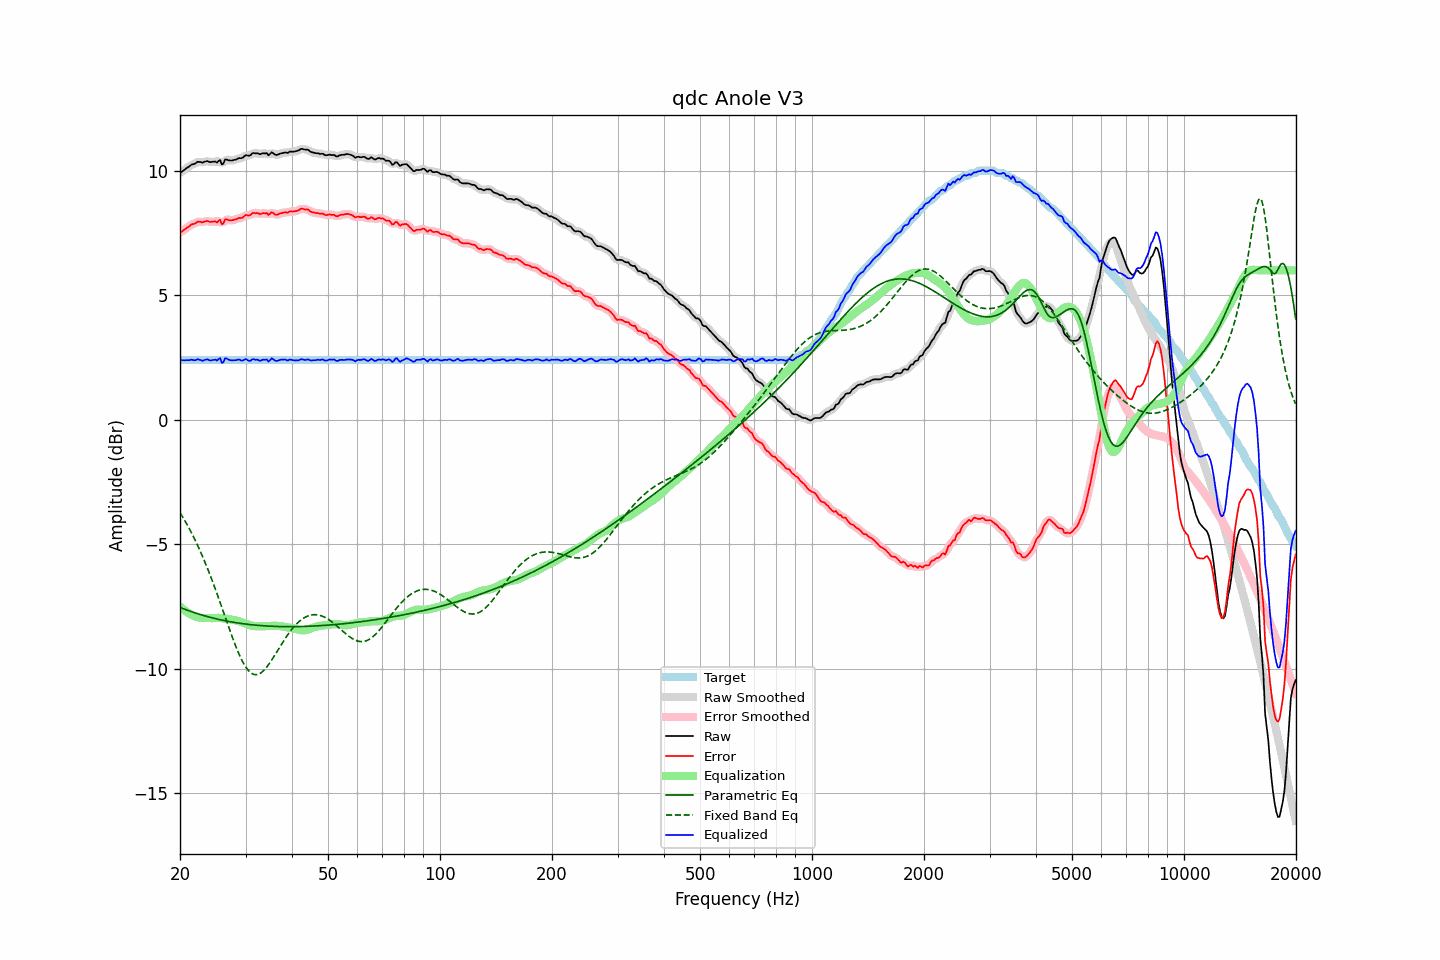 qdc Anole V3
Amplitude (dBr)
10
5
0
−5
−10
−15
Target
Raw Smoothed
Error Smoothed
Raw
Error
Equalization
Parametric Eq
Fixed Band Eq
Equalized
20 50 100 200 500 1000 2000 5000 10000 20000
Frequency (Hz)